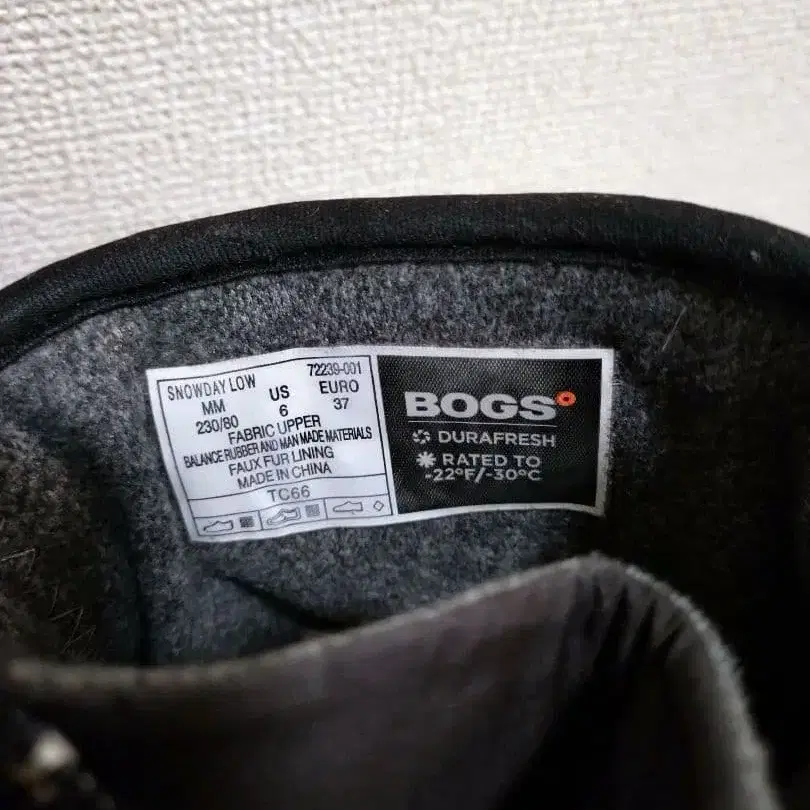 SNOWDAY LOW 72239-001
MM US EURO
230/80 6 37
FABRIC UPPER
BALANCE RUBBER AND MAN MADE MATERIALS
FAUX FUR LINING
MADE IN CHINA
TC66
BOGS
DURAFRESH
RATED TO
-22°F/-30°C